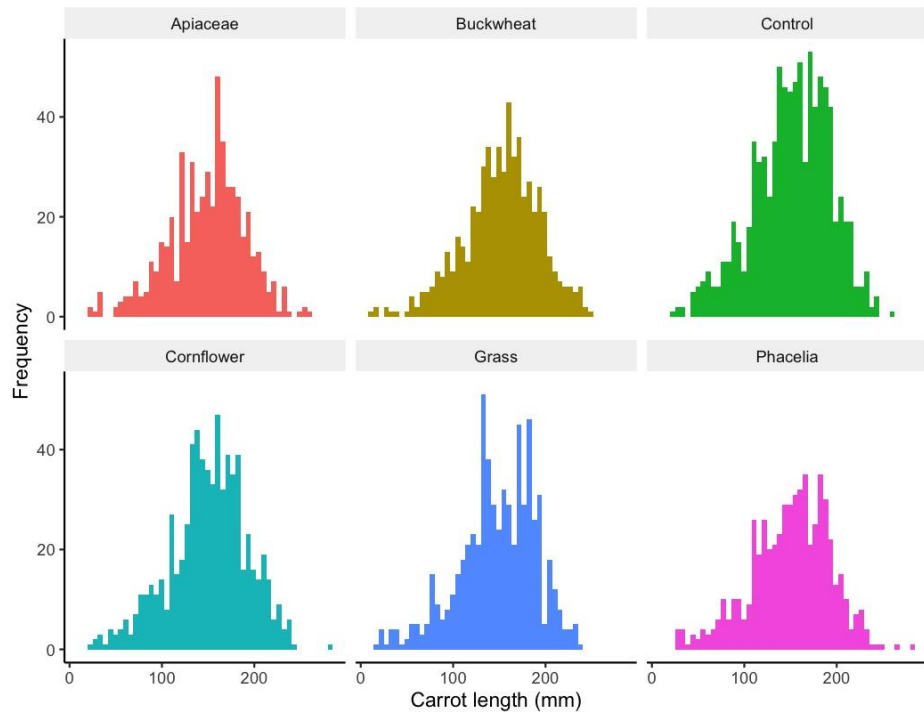 Apiaceae
Buckwheat
Control
40
20
0
Frequency
Cornflower
Grass
Phacelia
40
20
0
0
100
200
0
100
200
0
100
200
Carrot length (mm)